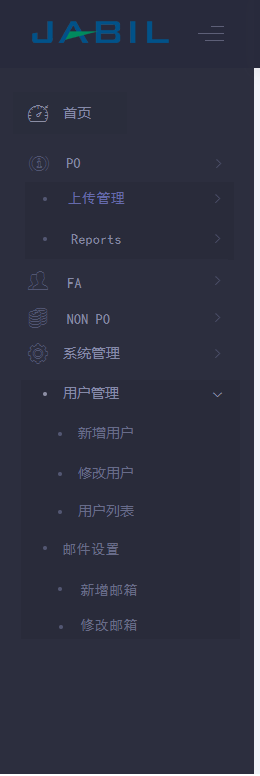 JABIL
首页
PO
上传管理
Reports
FA
NON PO
系统管理
用户管理
新增用户
修改用户
用户列表
邮件设置
新增邮箱
修改邮箱